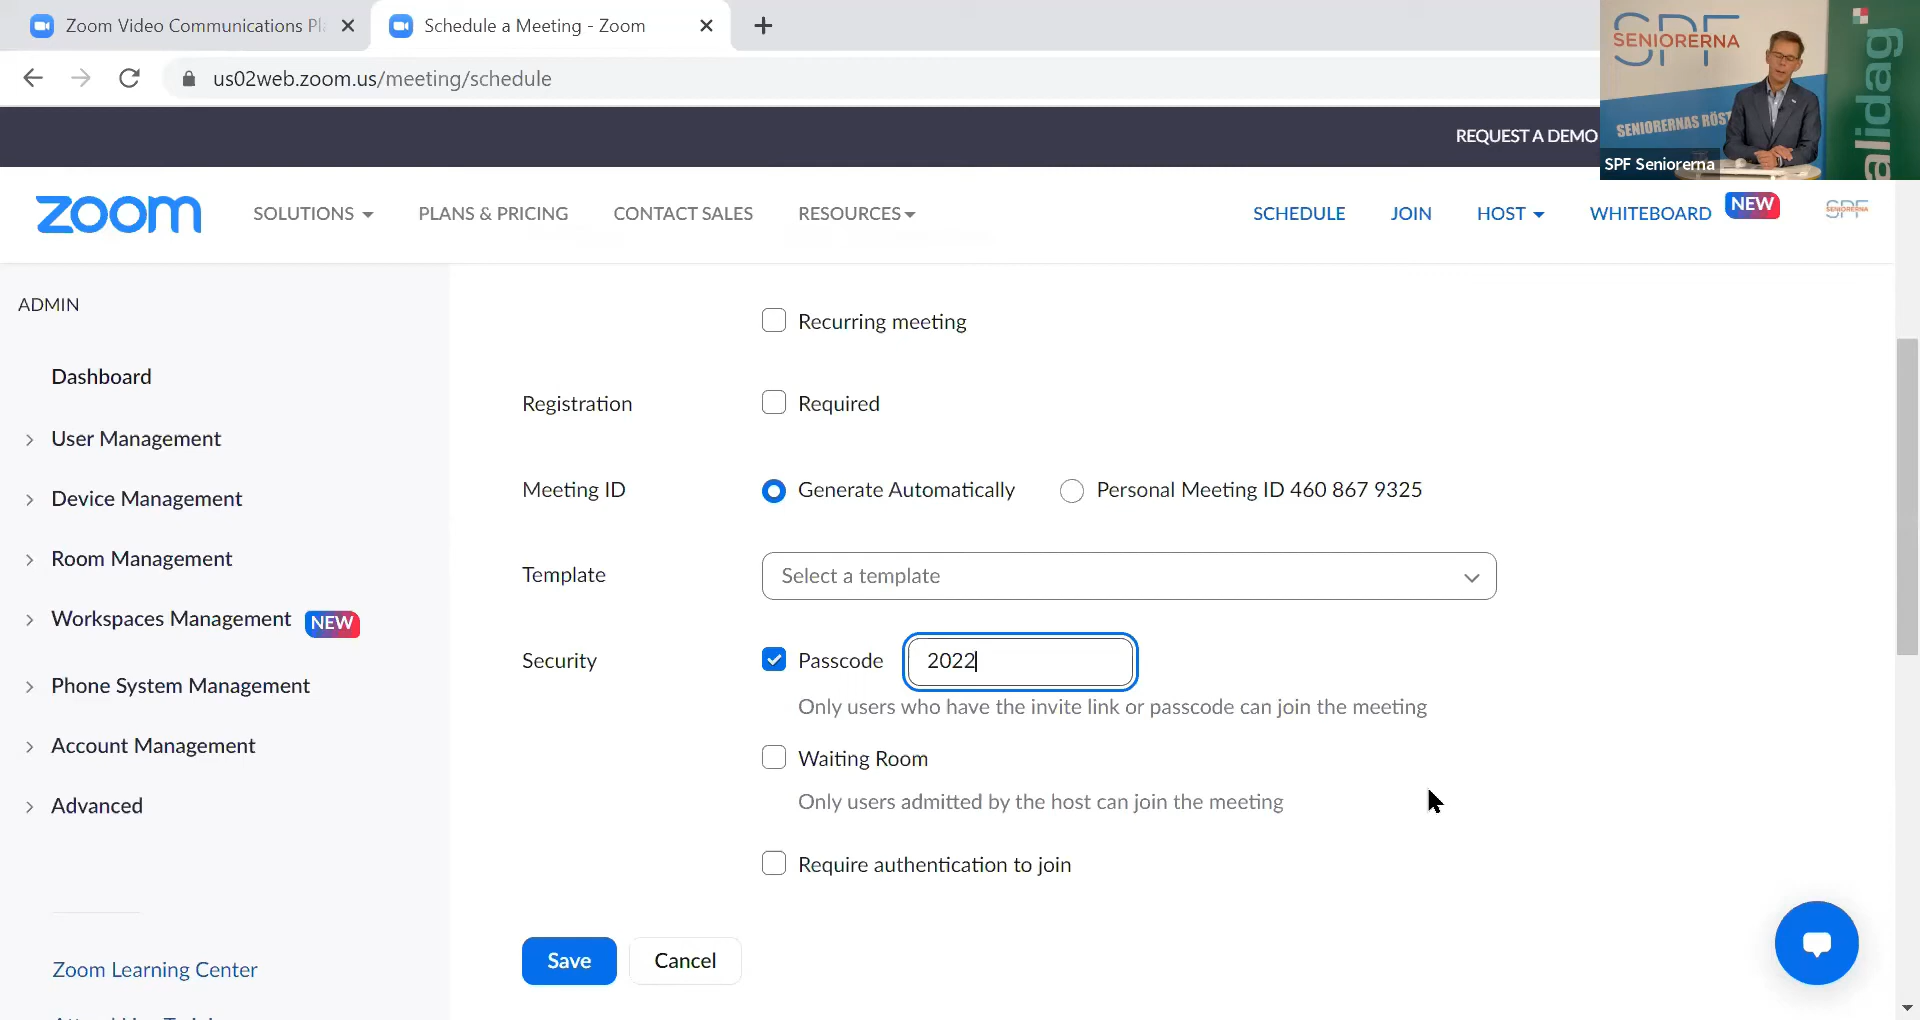 Zoom Video Communications Pl
Schedule a Meeting - Zoom
us02web.zoom.us/meeting/schedule
REQUEST A DEMO
SPF
SENIORERNA
SENIORERNAS RÖST
alidag
SPF Seniorerna
zoom
SOLUTIONS
PLANS & PRICING
CONTACT SALES
RESOURCES
SCHEDULE
JOIN
HOST
WHITEBOARD
NEW
SPF
SENIORERNA
ADMIN
Dashboard
User Management
Device Management
Room Management
Workspaces Management NEW
Phone System Management
Account Management
Advanced
Zoom Learning Center
Recurring meeting
Registration
Required
Meeting ID
Generate Automatically
Personal Meeting ID 460 867 9325
Template
Select a template
Security
Passcode
2022
Only users who have the invite link or passcode can join the meeting
Waiting Room
Only users admitted by the host can join the meeting
Require authentication to join
Save
Cancel